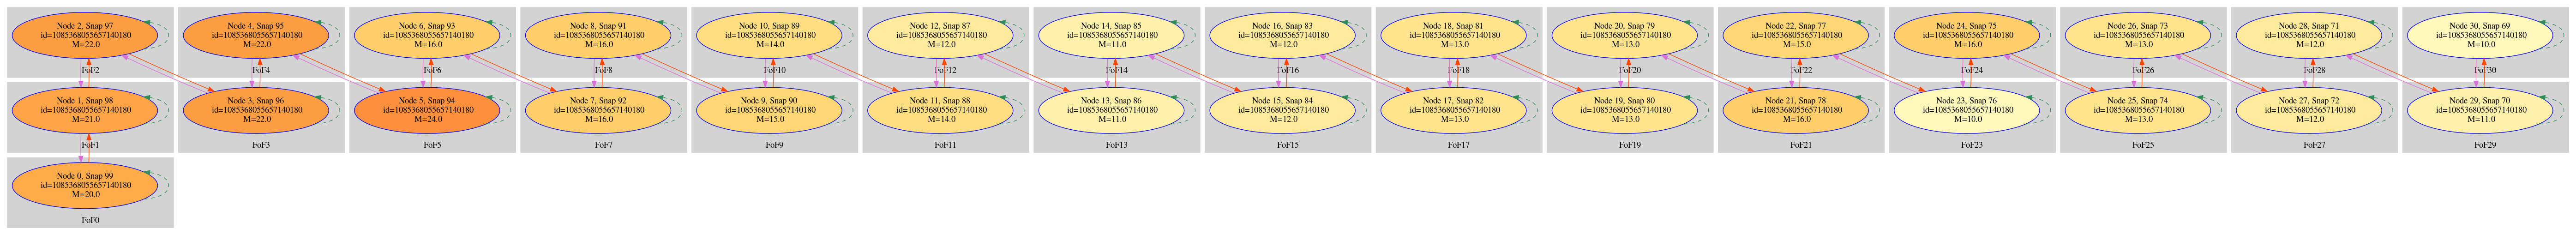 Node 2, Snap 97
id=1085368055657140180
M=22.0
FoF2
Node 4, Snap 95
id=1085368055657140180
M=22.0
FoF4
Node 6, Snap 93
id=1085368055657140180
M=16.0
FoF6
Node 8, Snap 91
id=1085368055657140180
M=16.0
FoF8
Node 10, Snap 89
id=1085368055657140180
M=14.0
FoF10
Node 12, Snap 87
id=1085368055657140180
M=12.0
FoF12
Node 14, Snap 85
id=1085368055657140180
M=11.0
FoF14
Node 16, Snap 83
id=1085368055657140180
M=12.0
FoF16
Node 18, Snap 81
id=1085368055657140180
M=13.0
FoF18
Node 20, Snap 79
id=1085368055657140180
M=13.0
FoF20
Node 22, Snap 77
id=1085368055657140180
M=15.0
FoF22
Node 24, Snap 75
id=1085368055657140180
M=16.0
FoF24
Node 26, Snap 73
id=1085368055657140180
M=13.0
FoF26
Node 28, Snap 71
id=1085368055657140180
M=12.0
FoF28
Node 30, Snap 69
id=1085368055657140180
M=10.0
FoF30
Node 1, Snap 98
id=1085368055657140180
M=21.0
FoF1
Node 3, Snap 96
id=1085368055657140180
M=22.0
FoF3
Node 5, Snap 94
id=1085368055657140180
M=24.0
FoF5
Node 7, Snap 92
id=1085368055657140180
M=16.0
FoF7
Node 9, Snap 90
id=1085368055657140180
M=15.0
FoF9
Node 11, Snap 88
id=1085368055657140180
M=14.0
FoF11
Node 13, Snap 86
id=1085368055657140180
M=11.0
FoF13
Node 15, Snap 84
id=1085368055657140180
M=12.0
FoF15
Node 17, Snap 82
id=1085368055657140180
M=13.0
FoF17
Node 19, Snap 80
id=1085368055657140180
M=13.0
FoF19
Node 21, Snap 78
id=1085368055657140180
M=16.0
FoF21
Node 23, Snap 76
id=1085368055657140180
M=10.0
FoF23
Node 25, Snap 74
id=1085368055657140180
M=13.0
FoF25
Node 27, Snap 72
id=1085368055657140180
M=12.0
FoF27
Node 29, Snap 70
id=1085368055657140180
M=11.0
FoF29
Node 0, Snap 99
id=1085368055657140180
M=20.0
FoF0